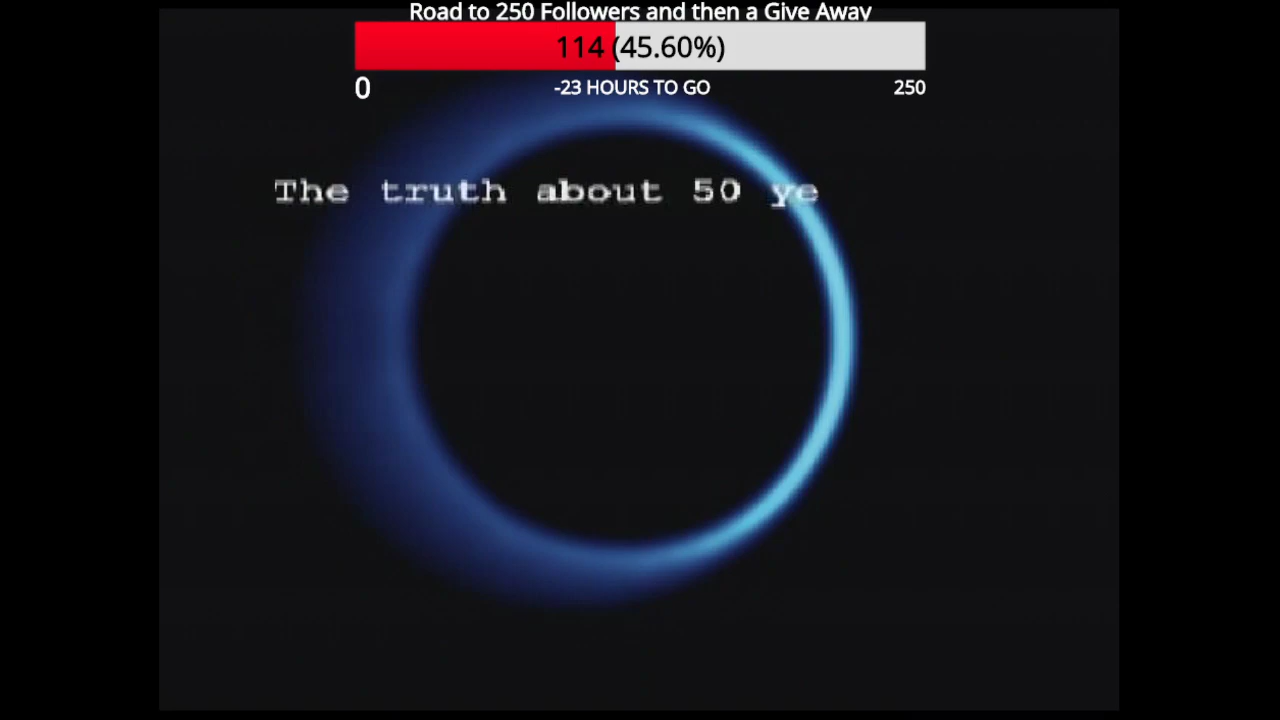 Road to 250 Followers and then a Give Away
114 (45.60%)
0 -23 HOURS TO GO 250
The truth about 50 ye